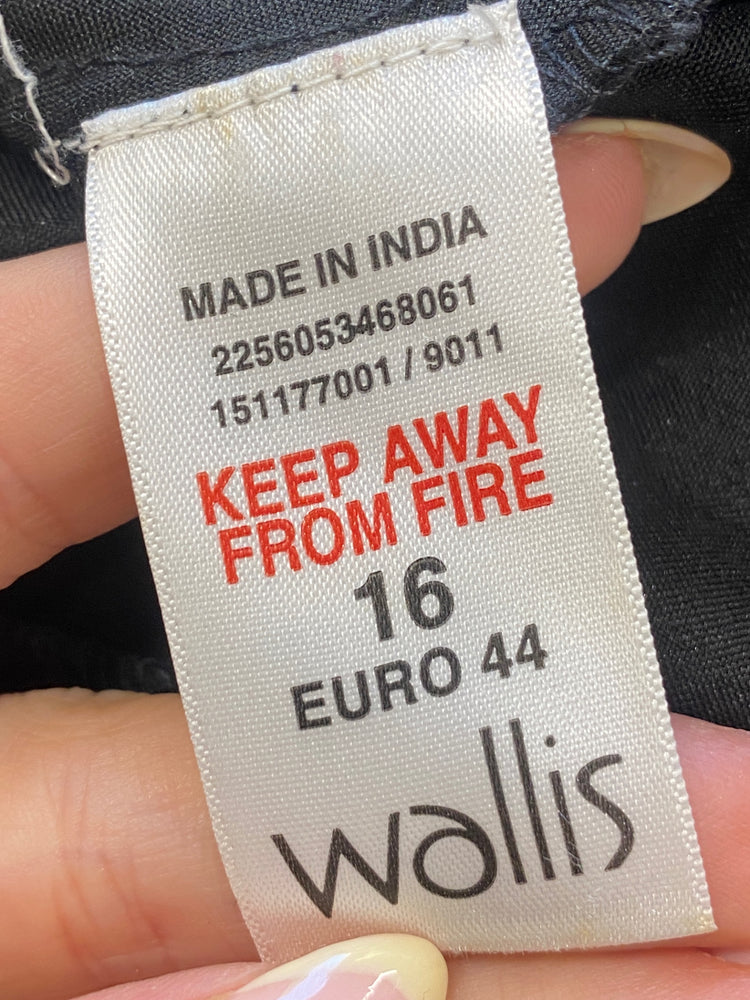 MADE IN INDIA
2256053468061
151177001 / 9011
KEEP AWAY
FROM FIRE
16
EURO 44
wallis